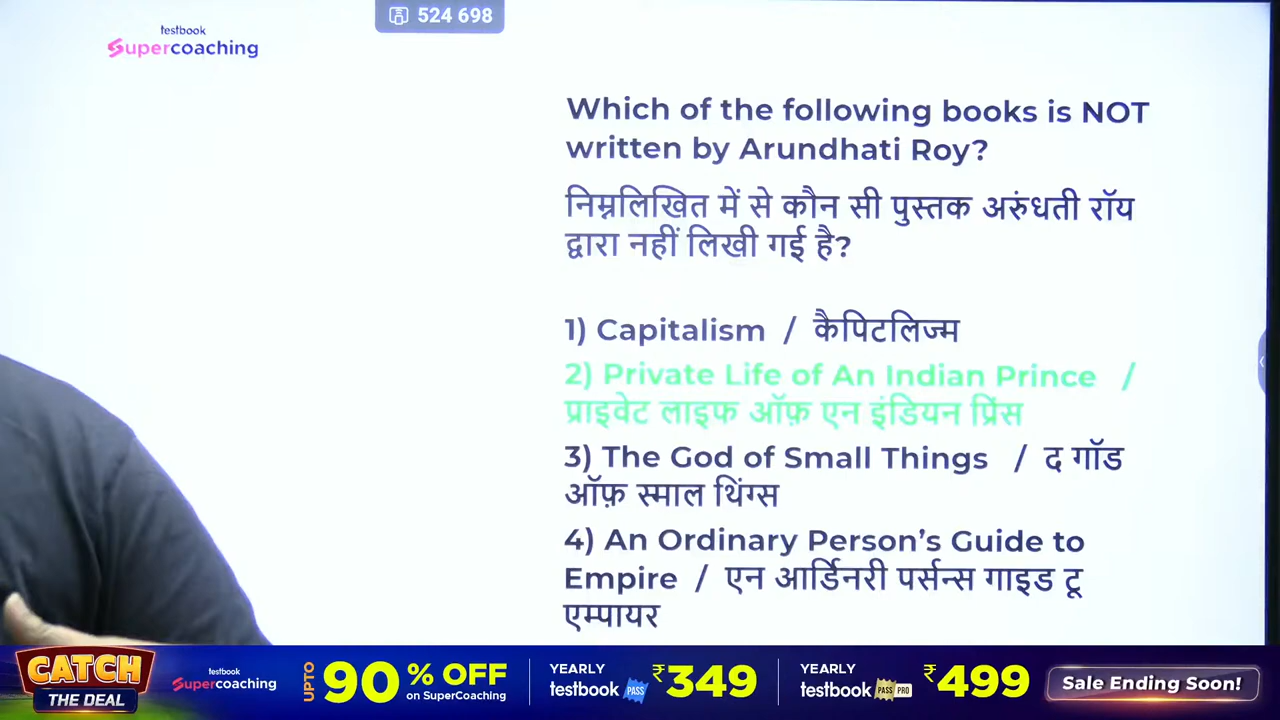 524 698
testbook
Supercoaching
Which of the following books is NOT
written by Arundhati Roy?
निम्नलिखित में से कौन सी पुस्तक अरुंधती रॉय
द्वारा नहीं लिखी गई है?
1) Capitalism / कैपिटलिज्म
2) Private Life of An Indian Prince /
प्राइवेट लाइफ ऑफ़ एन इंडियन प्रिंस
3) The God of Small Things / द गॉड
ऑफ़ स्माल थिंग्स
4) An Ordinary Person’s Guide to
Empire / एन आर्डिनरी पर्सन्स गाइड टू
एम्पायर
CATCH
THE DEAL
testbook
Supercoaching
UPTO
90% OFF
on SuperCoaching
YEARLY
testbook PASS
₹349
YEARLY
testbook PASS PRO
₹499
Sale Ending Soon!